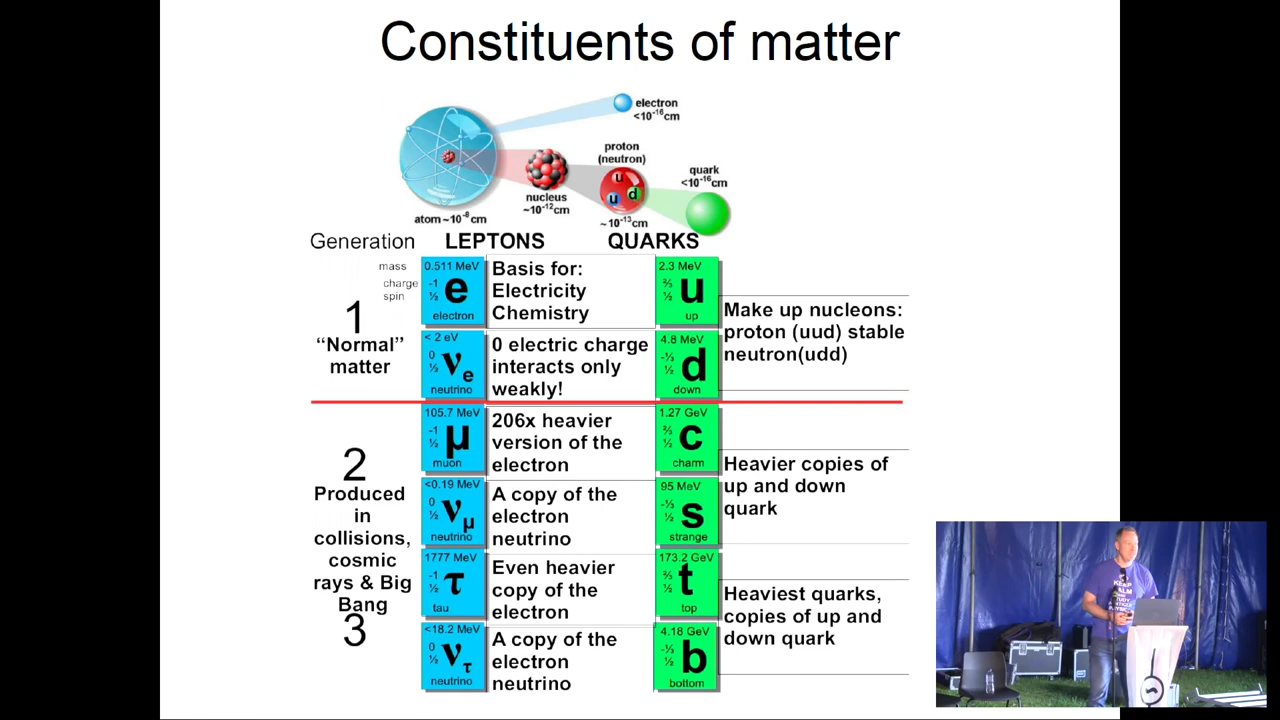 Constituents of matter
electron
<10⁻¹⁶cm
proton
(neutron)
u
u
d
quark
<10⁻¹⁶cm
nucleus
~10⁻¹²cm
atom~10⁻⁸cm
~10⁻¹³cm
Generation
LEPTONS
QUARKS
mass
charge
spin
1
“Normal”
matter
0.511 MeV
-1
½
e
electron
Basis for:
Electricity
Chemistry
2.3 MeV
⅔
½
u
up
Make up nucleons:
proton (uud) stable
neutron(udd)
< 2 eV
0
½
νe
neutrino
0 electric charge
interacts only
weakly!
4.8 MeV
-⅓
½
d
down
2
Produced
in
collisions,
cosmic
rays & Big
Bang
3
105.7 MeV
-1
½
μ
muon
206x heavier
version of the
electron
1.27 GeV
⅔
½
c
charm
Heavier copies of
up and down
quark
<0.19 MeV
0
½
νμ
neutrino
A copy of the
electron
neutrino
95 MeV
-⅓
½
s
strange
1777 MeV
-1
½
τ
tau
Even heavier
copy of the
electron
173.2 GeV
⅔
½
t
top
Heaviest quarks,
copies of up and
down quark
<18.2 MeV
0
½
ντ
neutrino
A copy of the
electron
neutrino
4.18 GeV
-⅓
½
b
bottom
KEEP